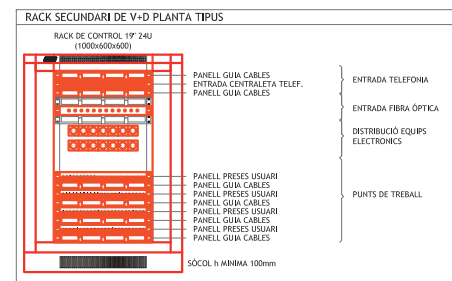 RACK SECUNDARI DE V+D PLANTA TIPUS
RACK DE CONTROL 19" 24U
(1000x600x600)
PANELL GUIA CABLES
ENTRADA CENTRALETA TELEF.
PANELL GUIA CABLES
ENTRADA TELEFONIA
ENTRADA FIBRA ÒPTICA
DISTRIBUCIÓ EQUIPS
ELECTRONICS
PANELL PRESES USUARI
PANELL GUIA CABLES
PANELL PRESES USUARI
PANELL GUIA CABLES
PANELL PRESES USUARI
PANELL GUIA CABLES
PANELL PRESES USUARI
PANELL GUIA CABLES
PUNTS DE TREBALL
SÒCOL h MINIMA 100mm